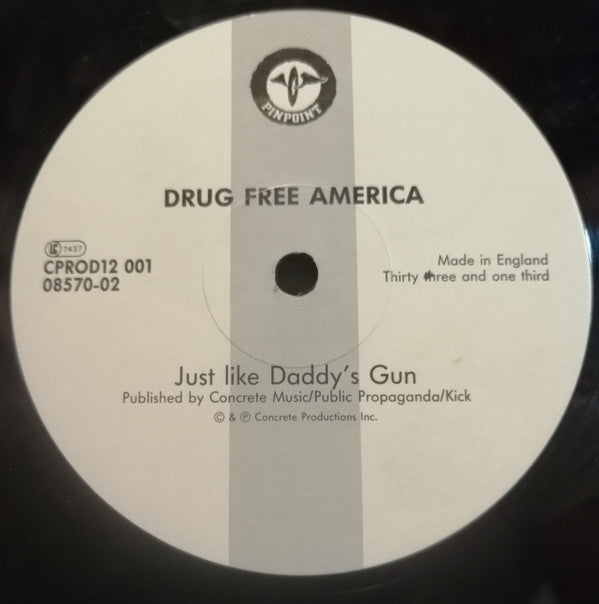 PINPOINT
DRUG FREE AMERICA
LC 7437
CPROD12 001
08570-02
Made in England
Thirty three and one third
Just like Daddy's Gun
Published by Concrete Music/Public Propaganda/Kick
© & ℗ Concrete Productions Inc.